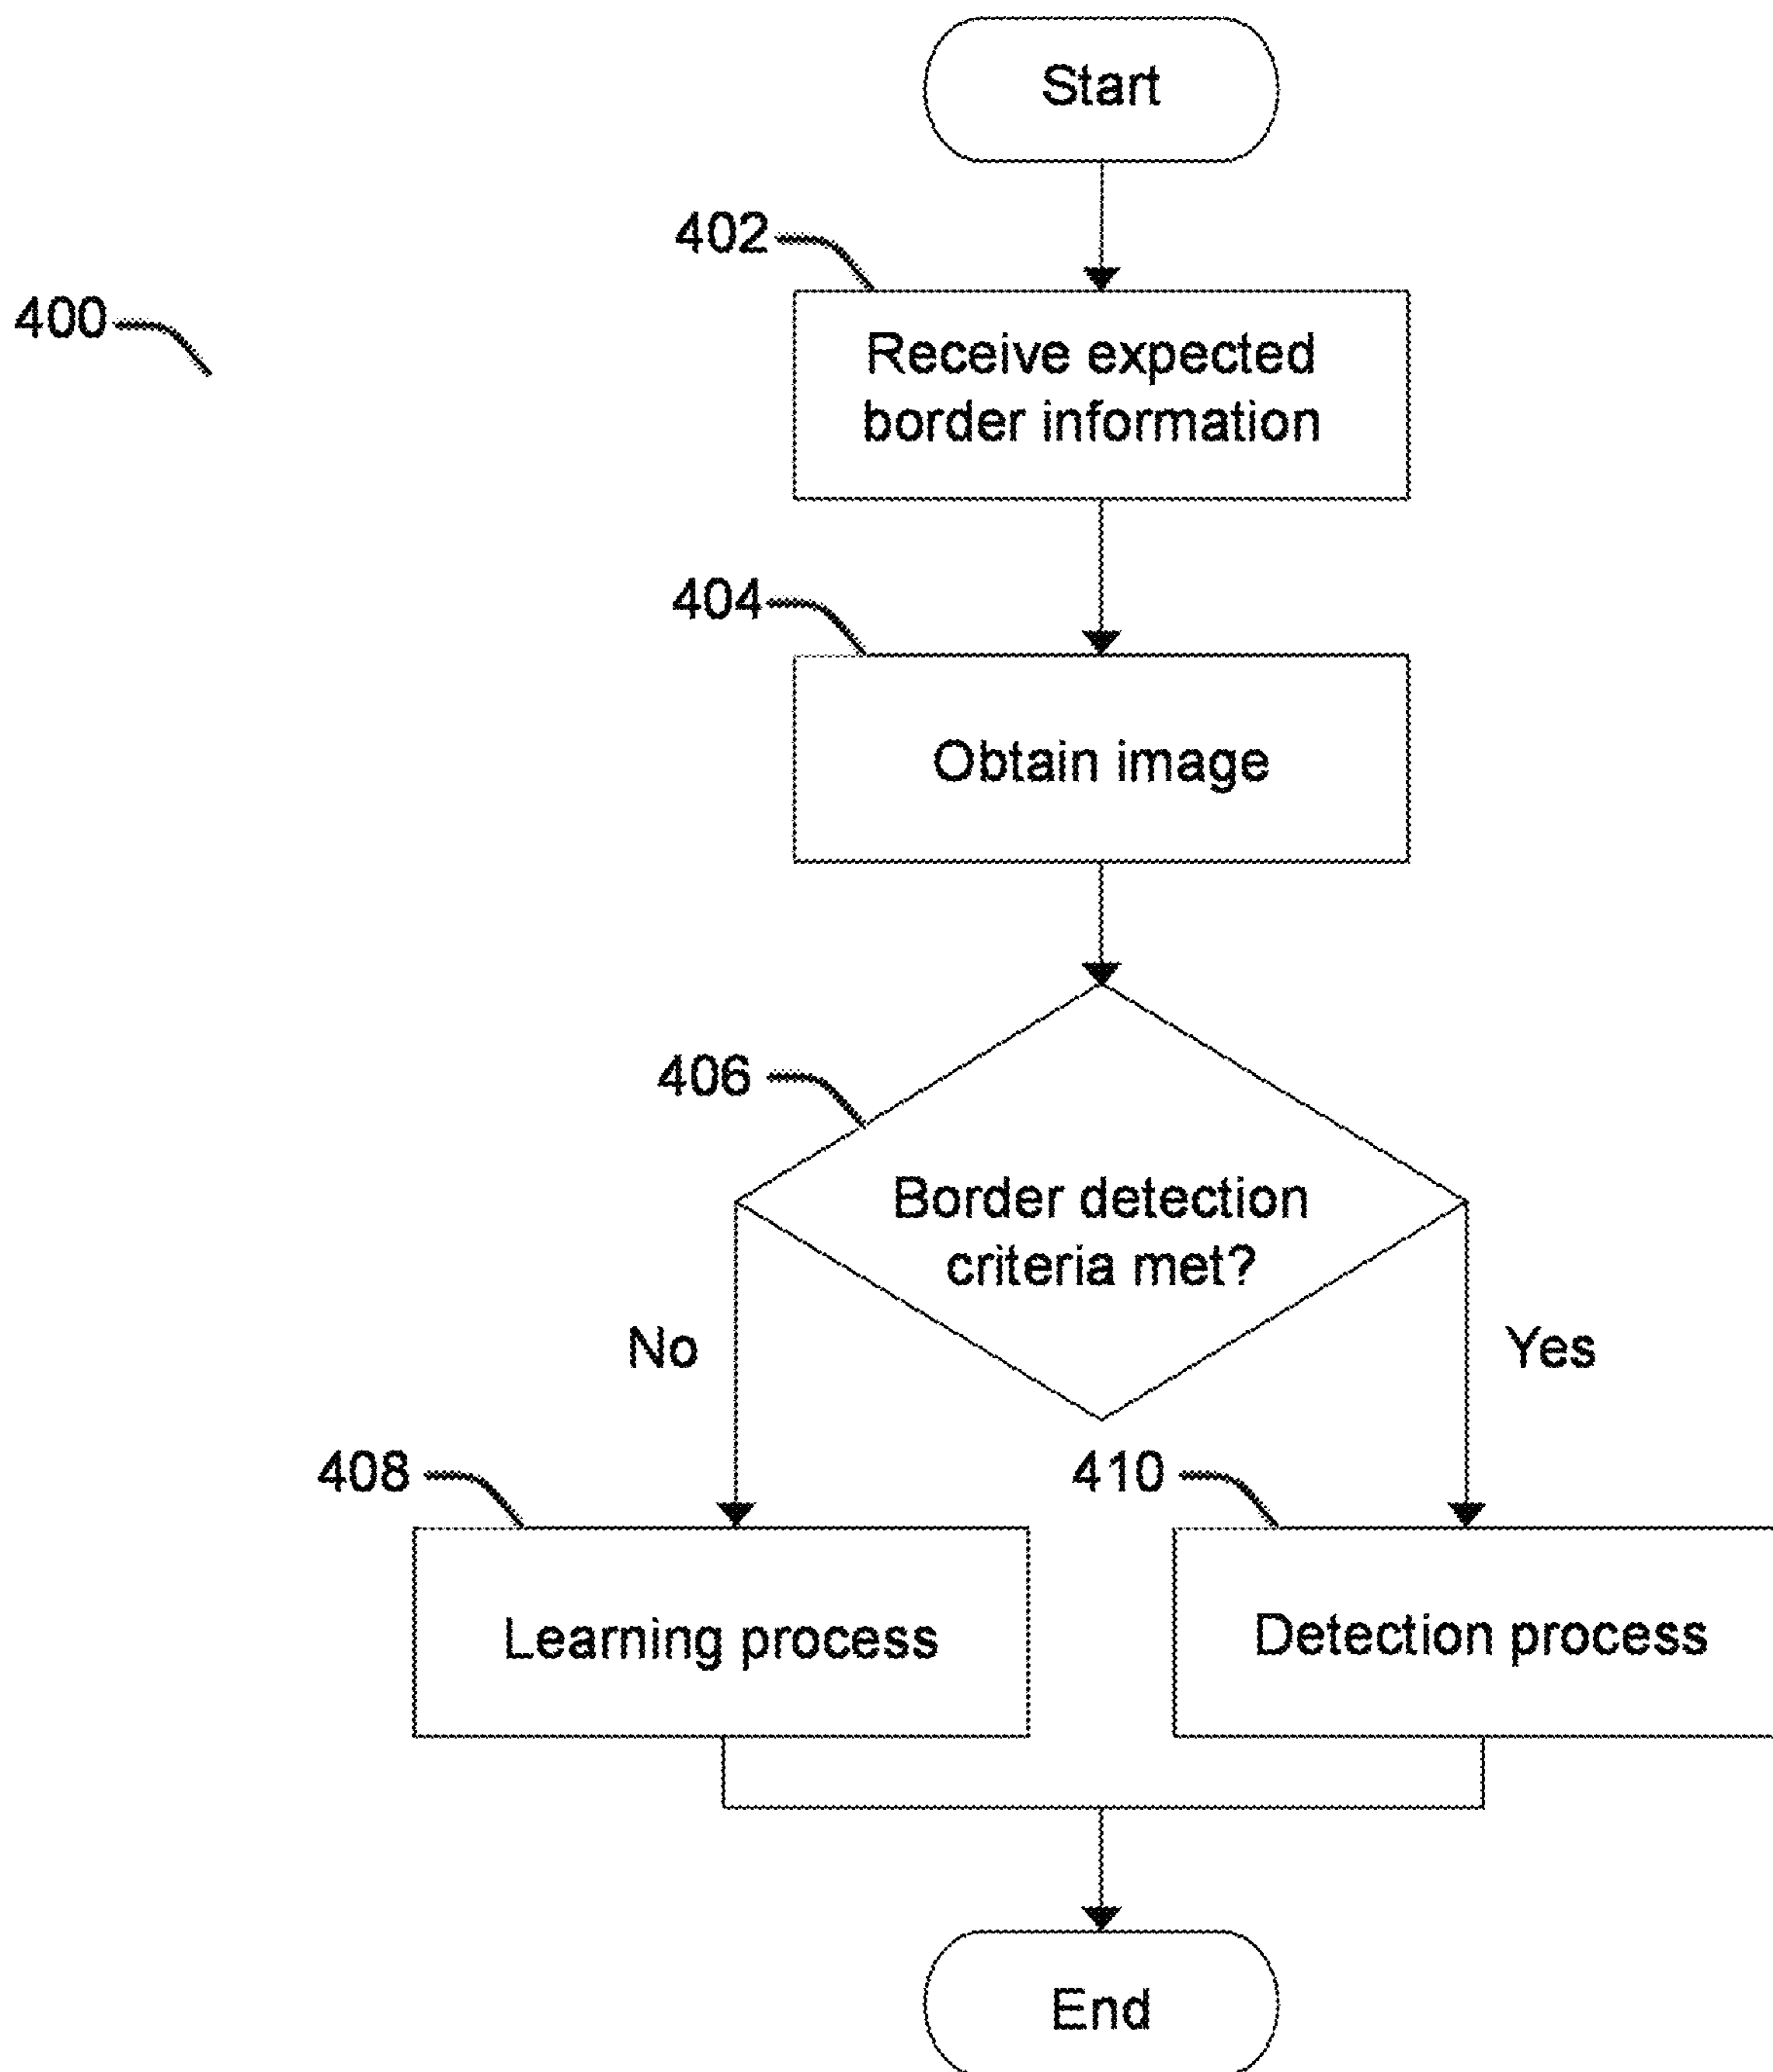 Start
402
400
Receive expected
border information
404
Obtain image
406
Border detection
criteria met?
No
Yes
408
410
Learning process
Detection process
End